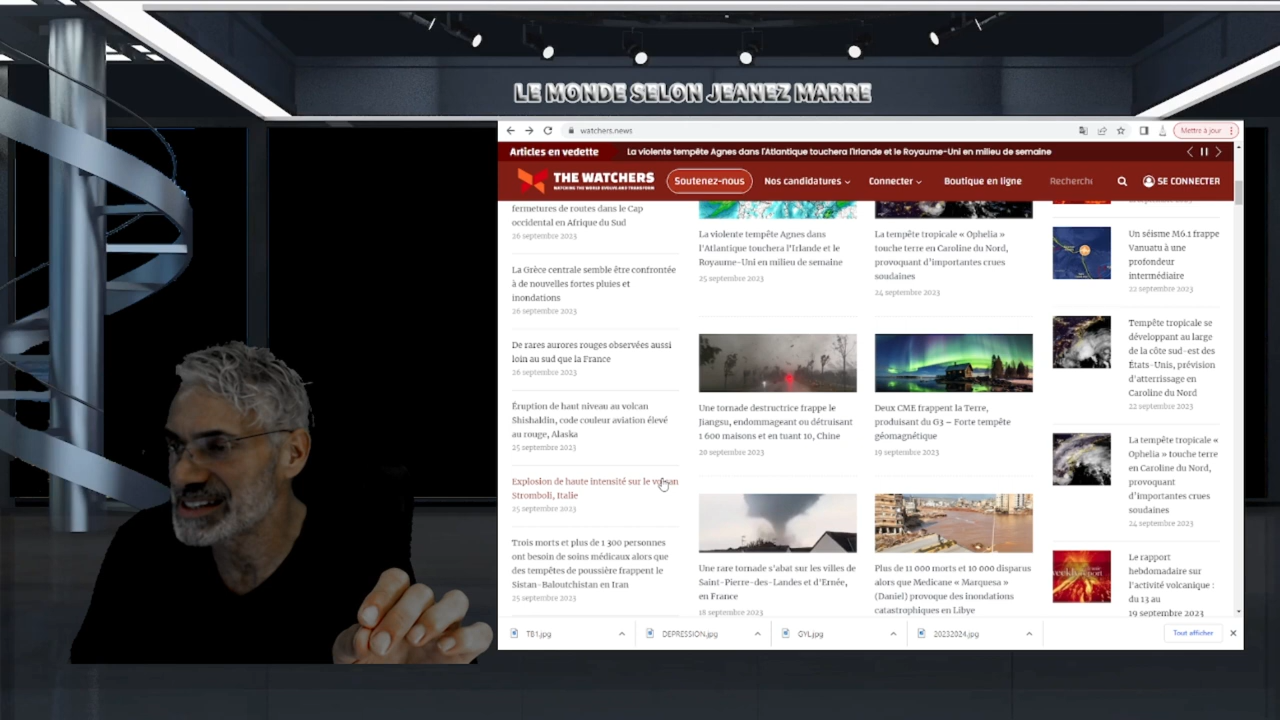 LE MONDE SELON JEANEZ MARRE
watchers.news
Mettre à jour
Articles en vedette
La violente tempête Agnes dans l'Atlantique touchera l'Irlande et le Royaume-Uni en milieu de semaine
THE WATCHERS
WATCHING THE WORLD EVOLVE AND TRANSFORM
Soutenez-nous
Nos candidatures
Connecter
Boutique en ligne
Recherche
SE CONNECTER
fermetures de routes dans le Cap
occidental en Afrique du Sud
26 septembre 2023
La Grèce centrale semble être confrontée
à de nouvelles fortes pluies et
inondations
26 septembre 2023
De rares aurores rouges observées aussi
loin au sud que la France
26 septembre 2023
Éruption de haut niveau au volcan
Shishaldin, code couleur aviation élevé
au rouge, Alaska
25 septembre 2023
Explosion de haute intensité sur le volcan
Stromboli, Italie
25 septembre 2023
Trois morts et plus de 1 300 personnes
ont besoin de soins médicaux alors que
des tempêtes de poussière frappent le
Sistan-Baloutchistan en Iran
25 septembre 2023
La violente tempête Agnes dans
l'Atlantique touchera l'Irlande et le
Royaume-Uni en milieu de semaine
25 septembre 2023
Une tornade destructrice frappe le
Jiangsu, endommageant ou détruisant
1 600 maisons et en tuant 10, Chine
20 septembre 2023
Une rare tornade s'abat sur les villes de
Saint-Pierre-des-Landes et d'Ernée,
en France
18 septembre 2023
La tempête tropicale « Ophelia »
touche terre en Caroline du Nord,
provoquant d'importantes crues
soudaines
24 septembre 2023
Deux CME frappent la Terre,
produisant du G3 – Forte tempête
géomagnétique
19 septembre 2023
Plus de 11 000 morts et 10 000 disparus
alors que Medicane « Marquesa »
(Daniel) provoque des inondations
catastrophiques en Libye
Un séisme M6.1 frappe
Vanuatu à une
profondeur
intermédiaire
22 septembre 2023
Tempête tropicale se
développant au large
de la côte sud-est des
États-Unis, prévision
d'atterrissage en
Caroline du Nord
22 septembre 2023
La tempête tropicale «
Ophelia » touche terre
en Caroline du Nord,
provoquant
d'importantes crues
soudaines
24 septembre 2023
Le rapport
hebdomadaire sur
l'activité volcanique :
du 13 au
19 septembre 2023
TB1.jpg
DEPRESSION.jpg
GYL.jpg
20232024.jpg
Tout afficher